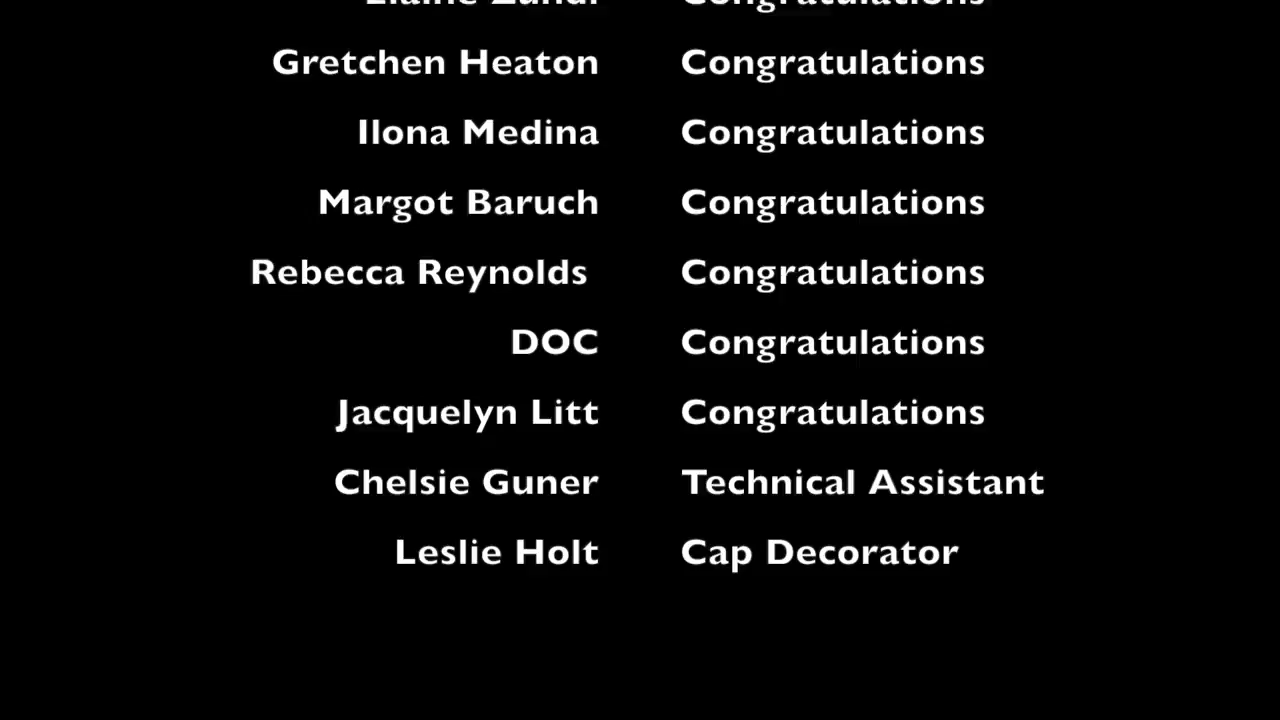 Elaine Zundl Congratulations
Gretchen Heaton Congratulations
Ilona Medina Congratulations
Margot Baruch Congratulations
Rebecca Reynolds Congratulations
DOC Congratulations
Jacquelyn Litt Congratulations
Chelsie Guner Technical Assistant
Leslie Holt Cap Decorator